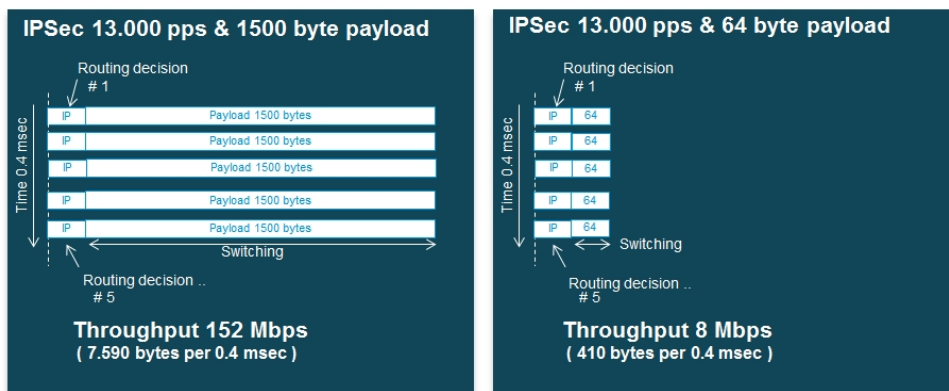 IPSec 13.000 pps & 1500 byte payload
Routing decision
# 1
Time 0.4 msec
IP Payload 1500 bytes
IP Payload 1500 bytes
IP Payload 1500 bytes
IP Payload 1500 bytes
IP Payload 1500 bytes
Switching
Routing decision ..
# 5
Throughput 152 Mbps
( 7.590 bytes per 0.4 msec )
IPSec 13.000 pps & 64 byte payload
Routing decision
# 1
Time 0.4 msec
IP 64
IP 64
IP 64
IP 64
IP 64
Switching
Routing decision ..
# 5
Throughput 8 Mbps
( 410 bytes per 0.4 msec )